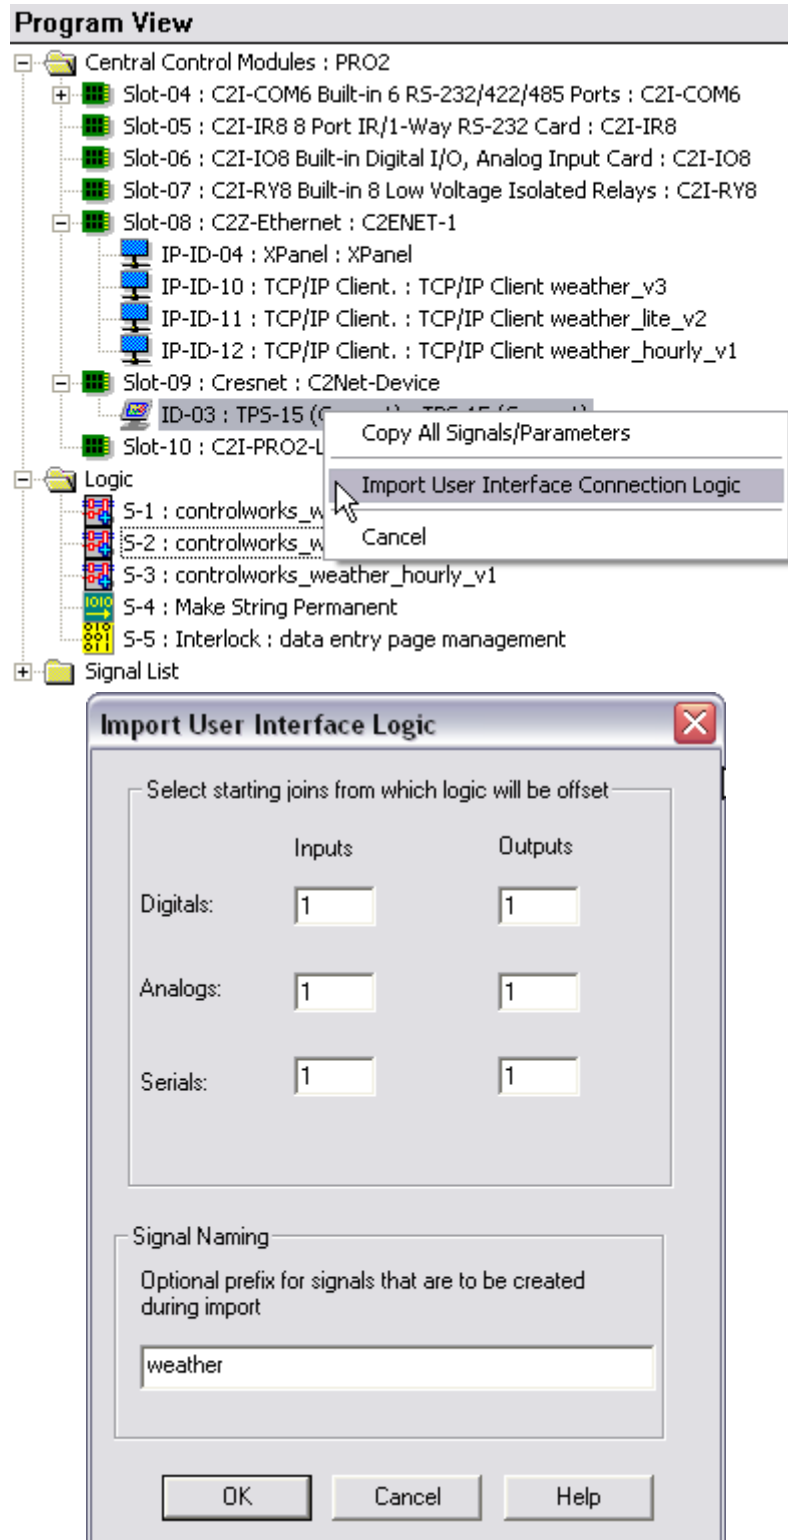 Program View
Central Control Modules : PRO2
Slot-04 : C2I-COM6 Built-in 6 RS-232/422/485 Ports : C2I-COM6
Slot-05 : C2I-IR8 8 Port IR/1-Way RS-232 Card : C2I-IR8
Slot-06 : C2I-IO8 Built-in Digital I/O, Analog Input Card : C2I-IO8
Slot-07 : C2I-RY8 Built-in 8 Low Voltage Isolated Relays : C2I-RY8
Slot-08 : C2Z-Ethernet : C2ENET-1
IP-ID-04 : XPanel : XPanel
IP-ID-10 : TCP/IP Client. : TCP/IP Client weather_v3
IP-ID-11 : TCP/IP Client. : TCP/IP Client weather_lite_v2
IP-ID-12 : TCP/IP Client. : TCP/IP Client weather_hourly_v1
Slot-09 : Cresnet : C2Net-Device
ID-03 : TPS-15 (
Copy All Signals/Parameters
Slot-10 : C2I-PRO2-
Import User Interface Connection Logic
Logic
S-1 : controlworks_w
Cancel
S-2 : controlworks_w
S-3 : controlworks_weather_hourly_v1
S-4 : Make String Permanent
S-5 : Interlock : data entry page management
Signal List
Import User Interface Logic
Select starting joins from which logic will be offset
Inputs Outputs
Digitals: 1 1
Analogs: 1 1
Serials: 1 1
Signal Naming
Optional prefix for signals that are to be created
during import
weather
OK Cancel Help